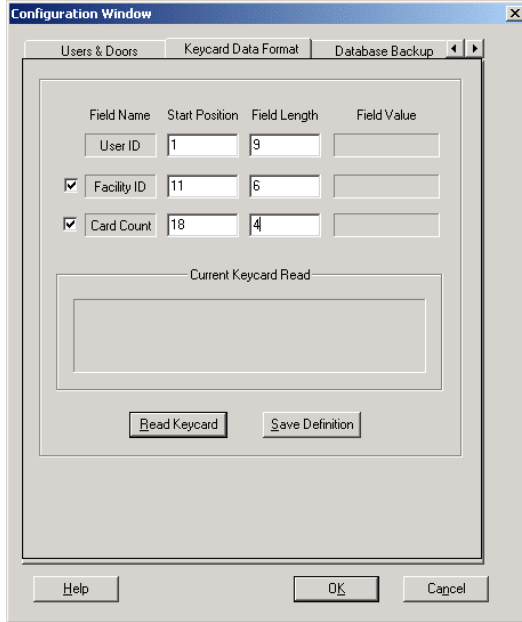 Configuration Window
Users & Doors Keycard Data Format Database Backup
Field Name Start Position Field Length Field Value
User ID 1 9
Facility ID 11 6
Card Count 18 4
Current Keycard Read
Read Keycard Save Definition
Help OK Cancel